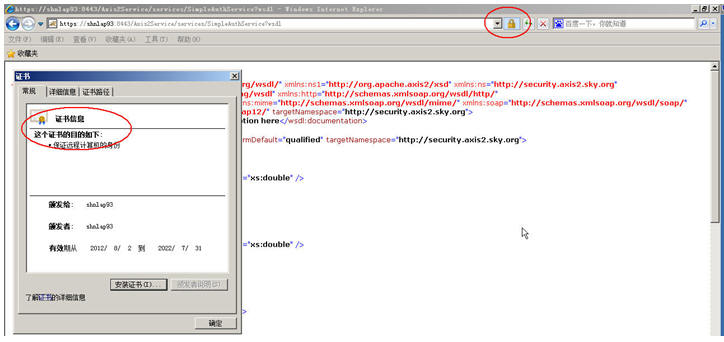 https://shnlap93:8443/Axis2Service/services/SimpleAuthService?wsdl - Windows Internet Explorer
https://shnlap93:8443/Axis2Service/services/SimpleAuthService?wsdl
百度一下，你就知道
文件(F) 编辑(E) 查看(V) 收藏夹(A) 工具(T) 帮助(H)
收藏夹
证书
常规 详细信息 证书路径
证书信息
这个证书的目的如下:
• 保证远程计算机的身份
颁发给: shnlap93
颁发者: shnlap93
有效期从 2012/ 8/ 2 到 2022/ 7/ 31
安装证书(I)... 颁发者说明(S)
了解证书的详细信息
确定
org/wsdl/" xmlns:ns1="http://org.apache.axis2/xsd" xmlns:ns="http://security.axis2.sky.org"
g/wsdl" xmlns:http="http://schemas.xmlsoap.org/wsdl/http/"
:mime="http://schemas.xmlsoap.org/wsdl/mime/" xmlns:soap="http://schemas.xmlsoap.org/wsdl/soap/"
ap12/" targetNamespace="http://security.axis2.sky.org">
tion here</wsdl:documentation>
rmDefault="qualified" targetNamespace="http://security.axis2.sky.org">
="xs:double" />
="xs:double" />
>